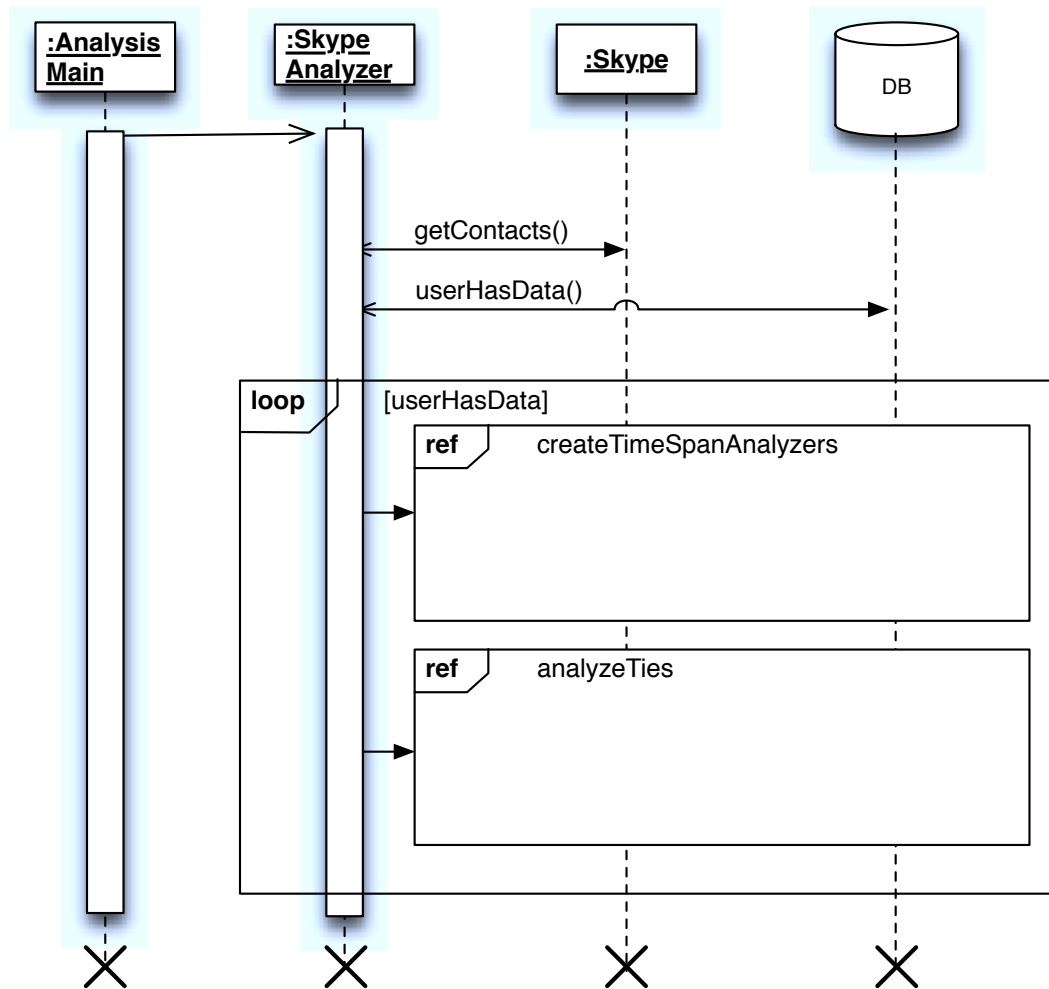 :Analysis
Main
:Skype
Analyzer
:Skype
DB
getContacts()
userHasData()
loop
[userHasData]
ref
createTimeSpanAnalyzers
ref
analyzeTies